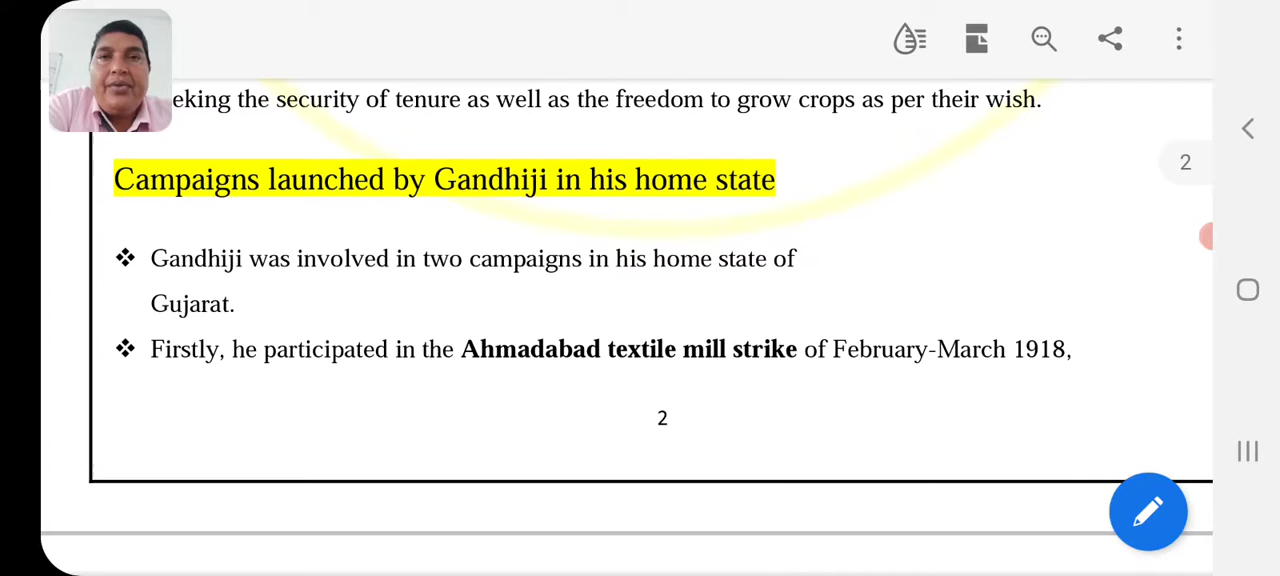 eking the security of tenure as well as the freedom to grow crops as per their wish.
Campaigns launched by Gandhiji in his home state
2
❖ Gandhiji was involved in two campaigns in his home state of
Gujarat.
❖ Firstly, he participated in the Ahmadabad textile mill strike of February-March 1918,
2